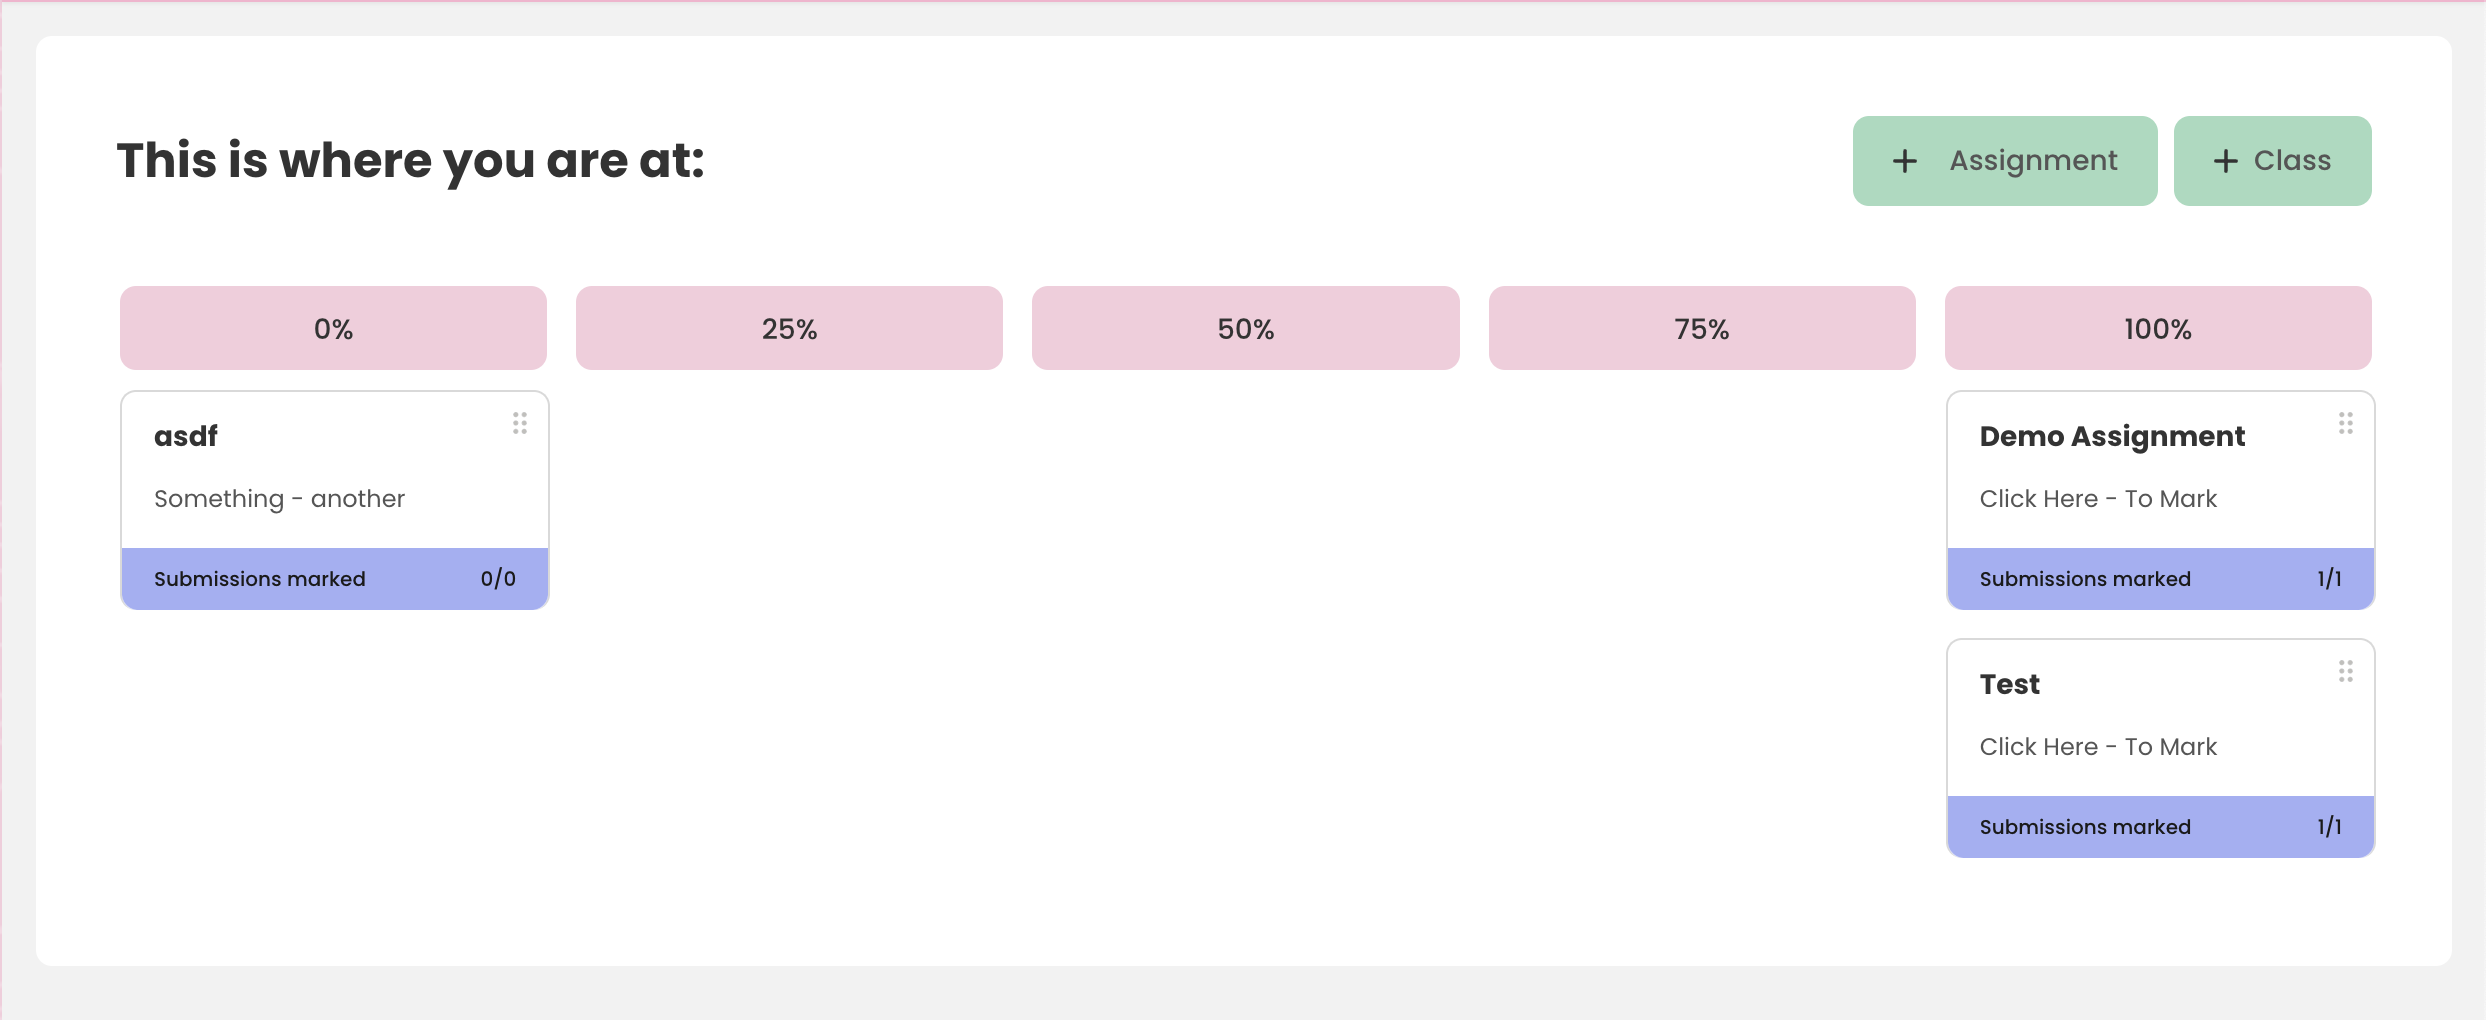 This is where you are at:
+ Assignment
+ Class
0%
25%
50%
75%
100%
asdf
Something - another
Submissions marked 0/0
Demo Assignment
Click Here - To Mark
Submissions marked 1/1
Test
Click Here - To Mark
Submissions marked 1/1